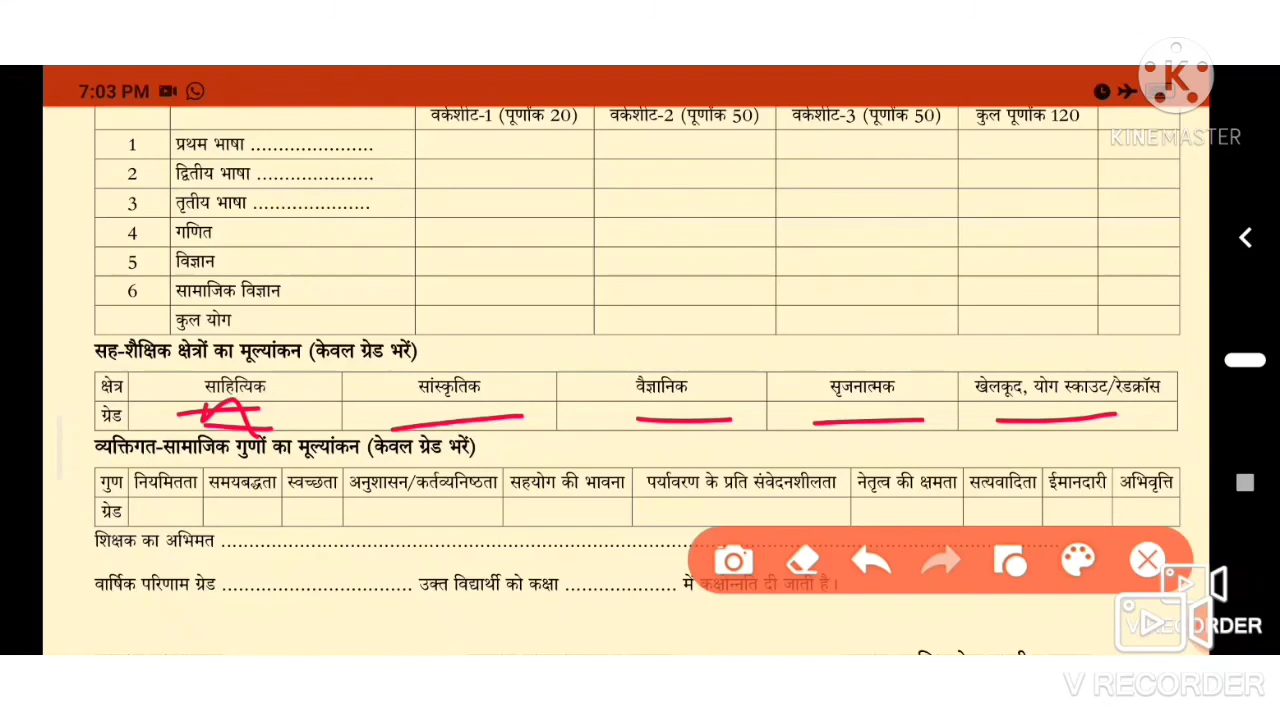 7:03 PM
K
KINEMASTER
वर्कशीट-1 (पूर्णांक 20) वर्कशीट-2 (पूर्णांक 50) वर्कशीट-3 (पूर्णांक 50) कुल पूर्णांक 120
1 प्रथम भाषा ......................
2 द्वितीय भाषा .....................
3 तृतीय भाषा .....................
4 गणित
5 विज्ञान
6 सामाजिक विज्ञान
कुल योग
सह-शैक्षिक क्षेत्रों का मूल्यांकन (केवल ग्रेड भरें)
क्षेत्र साहित्यिक सांस्कृतिक वैज्ञानिक सृजनात्मक खेलकूद, योग स्काउट/रेडक्रॉस
ग्रेड A
व्यक्तिगत-सामाजिक गुणों का मूल्यांकन (केवल ग्रेड भरें)
गुण नियमितता समयबद्धता स्वच्छता अनुशासन/कर्तव्यनिष्ठता सहयोग की भावना पर्यावरण के प्रति संवेदनशीलता नेतृत्व की क्षमता सत्यवादिता ईमानदारी अभिवृत्ति
ग्रेड
शिक्षक का अभिमत ......................................................
वार्षिक परिणाम ग्रेड .................................. उक्त विद्यार्थी को कक्षा .................... में कक्षोन्नति दी जाती है।
V RECORDER
V RECORDER